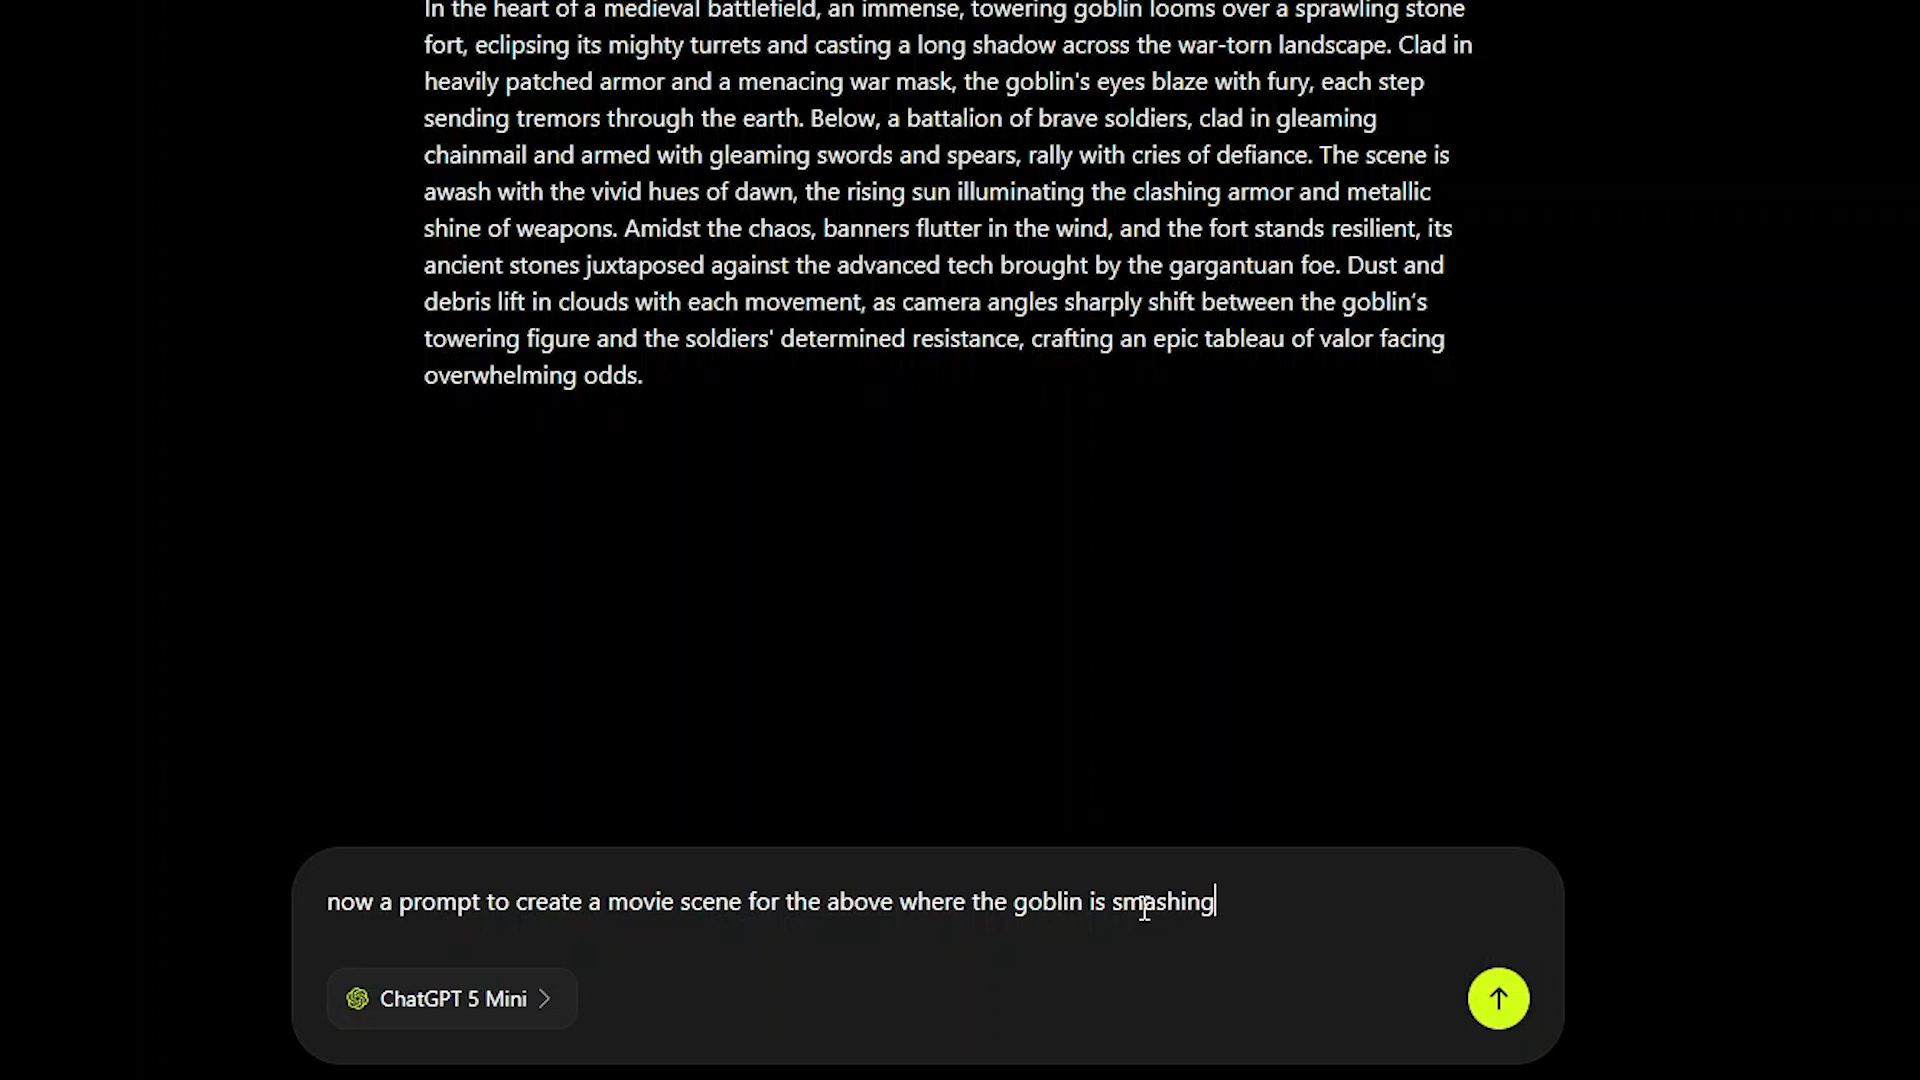 In the heart of a medieval battlefield, an immense, towering goblin looms over a sprawling stone
fort, eclipsing its mighty turrets and casting a long shadow across the war-torn landscape. Clad in
heavily patched armor and a menacing war mask, the goblin's eyes blaze with fury, each step
sending tremors through the earth. Below, a battalion of brave soldiers, clad in gleaming
chainmail and armed with gleaming swords and spears, rally with cries of defiance. The scene is
awash with the vivid hues of dawn, the rising sun illuminating the clashing armor and metallic
shine of weapons. Amidst the chaos, banners flutter in the wind, and the fort stands resilient, its
ancient stones juxtaposed against the advanced tech brought by the gargantuan foe. Dust and
debris lift in clouds with each movement, as camera angles sharply shift between the goblin’s
towering figure and the soldiers' determined resistance, crafting an epic tableau of valor facing
overwhelming odds.
now a prompt to create a movie scene for the above where the goblin is smashing
ChatGPT 5 Mini